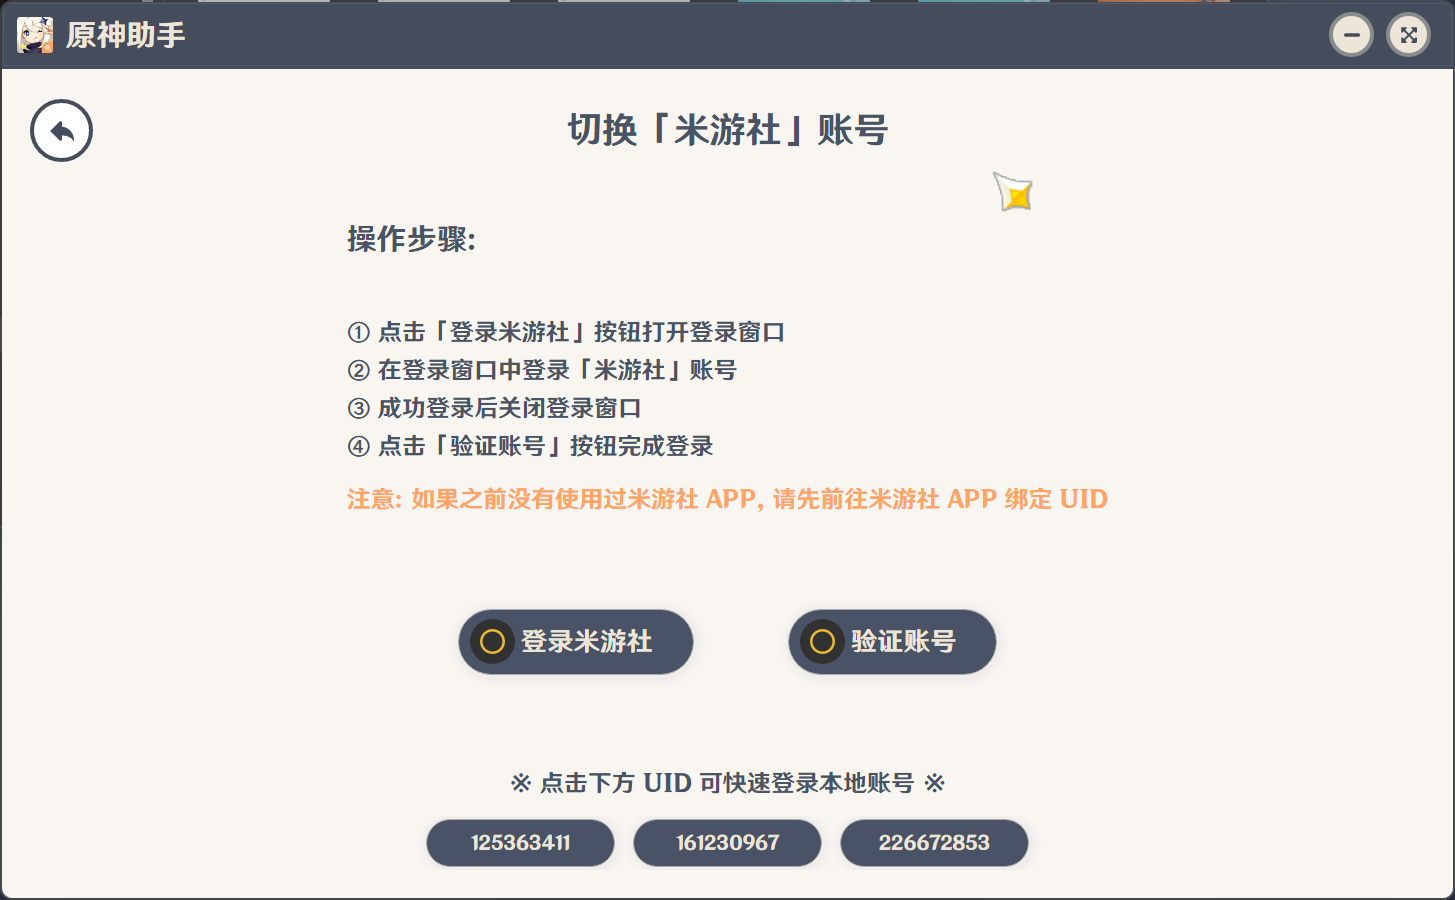 原神助手
切换「米游社」账号
操作步骤:
① 点击「登录米游社」按钮打开登录窗口
② 在登录窗口中登录「米游社」账号
③ 成功登录后关闭登录窗口
④ 点击「验证账号」按钮完成登录
注意: 如果之前没有使用过米游社 APP, 请先前往米游社 APP 绑定 UID
登录米游社 验证账号
※ 点击下方 UID 可快速登录本地账号 ※
125363411 161230967 226672853